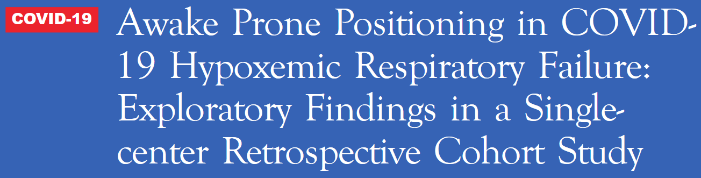 COVID-19
Awake Prone Positioning in COVID-
19 Hypoxemic Respiratory Failure:
Exploratory Findings in a Single-
center Retrospective Cohort Study